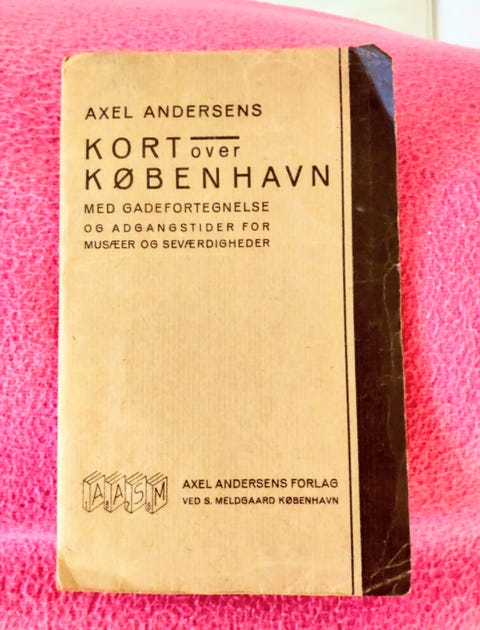 AXEL ANDERSENS
KORT over
KØBENHAVN
MED GADEFORTEGNELSE
OG ADGANGSTIDER FOR
MUSÆER OG SEVÆRDIGHEDER
AASM
AXEL ANDERSENS FORLAG
VED S. MELDGAARD KØBENHAVN